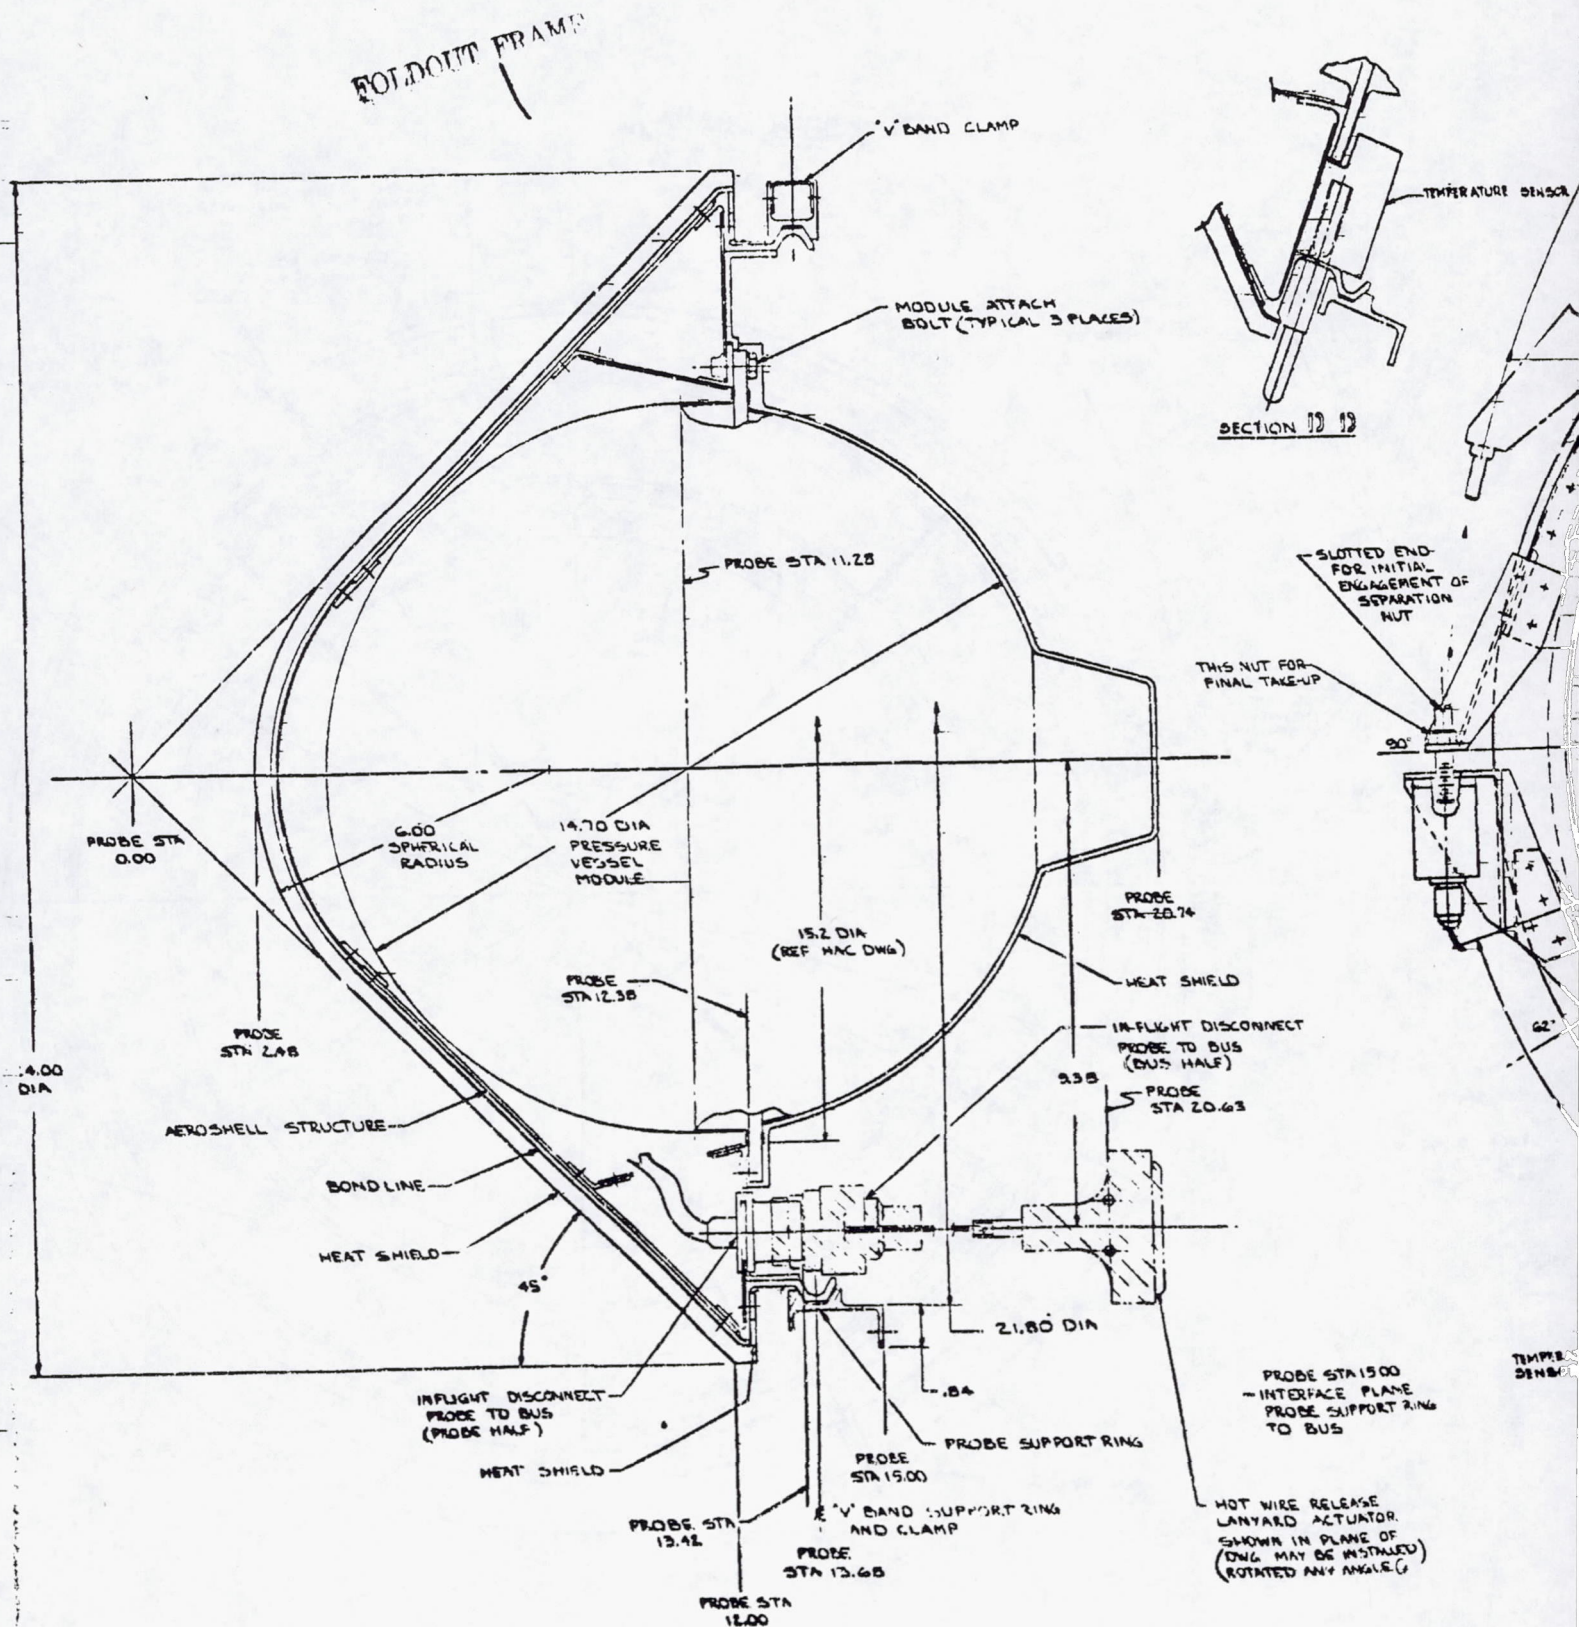 FOLDOUT FRAME
"V" BAND CLAMP
TEMPERATURE SENSOR
MODULE ATTACH
BOLT (TYPICAL 3 PLACES)
SECTION D D
PROBE STA 11.28
SLOTTED END
FOR INITIAL
ENGAGEMENT OF
SEPARATION
NUT
THIS NUT FOR
FINAL TAKE-UP
90°
PROBE STA
0.00
6.00
SPHERICAL
RADIUS
14.70 DIA
PRESSURE
VESSEL
MODULE
PROBE
STA 20.74
15.2 DIA
(REF HAC DWG)
HEAT SHIELD
PROBE
STA 12.38
PROBE
STA 2.48
IN-FLIGHT DISCONNECT
PROBE TO BUS
(BUS HALF)
62°
4.00
DIA
9.38
PROBE
STA 20.63
AEROSHELL STRUCTURE
BOND LINE
HEAT SHIELD
45°
21.80 DIA
.84
INFLIGHT DISCONNECT
PROBE TO BUS
(PROBE HALF)
PROBE STA 15.00
INTERFACE PLANE
PROBE SUPPORT RING
TO BUS
TEMPER
SENS
PROBE SUPPORT RING
HEAT SHIELD
PROBE
STA 15.00
PROBE STA
13.42
"V" BAND SUPPORT RING
AND CLAMP
PROBE
STA 13.68
HOT WIRE RELEASE
LANYARD ACTUATOR.
SHOWN IN PLANE OF
(DWG MAY BE INSTALLED)
(ROTATED ANY ANGLE
PROBE STA
12.00